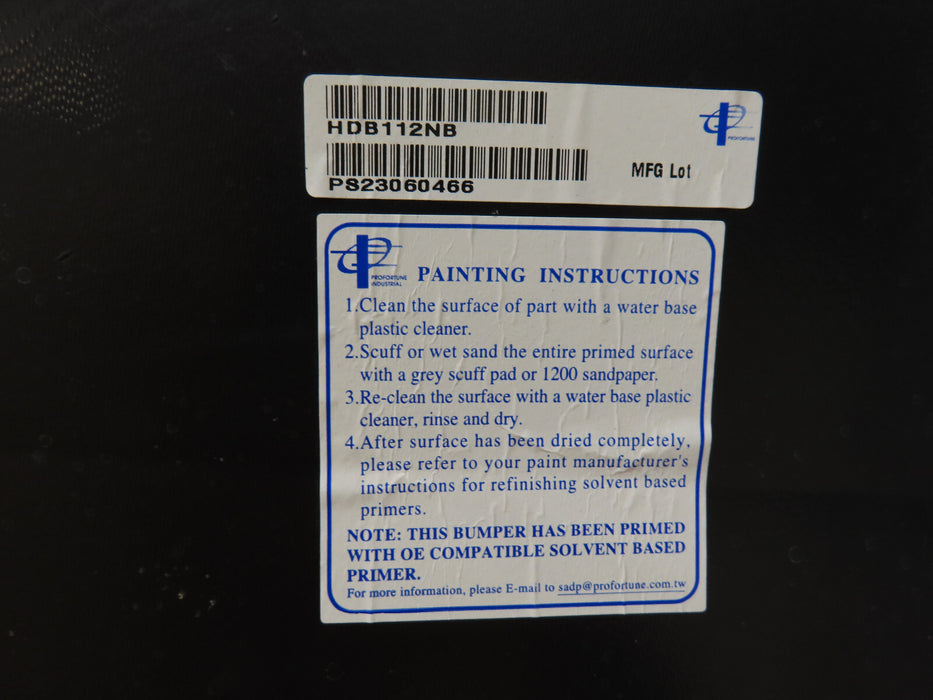 HDB112NB
PS23060466
MFG Lot
PROFORTUNE
PROFORTUNE
INDUSTRIAL
PAINTING INSTRUCTIONS
1.Clean the surface of part with a water base
plastic cleaner.
2.Scuff or wet sand the entire primed surface
with a grey scuff pad or 1200 sandpaper.
3.Re-clean the surface with a water base plastic
cleaner, rinse and dry.
4.After surface has been dried completely,
please refer to your paint manufacturer's
instructions for refinishing solvent based
primers.
NOTE: THIS BUMPER HAS BEEN PRIMED
WITH OE COMPATIBLE SOLVENT BASED
PRIMER.
For more information, please E-mail to sadp@profortune.com.tw